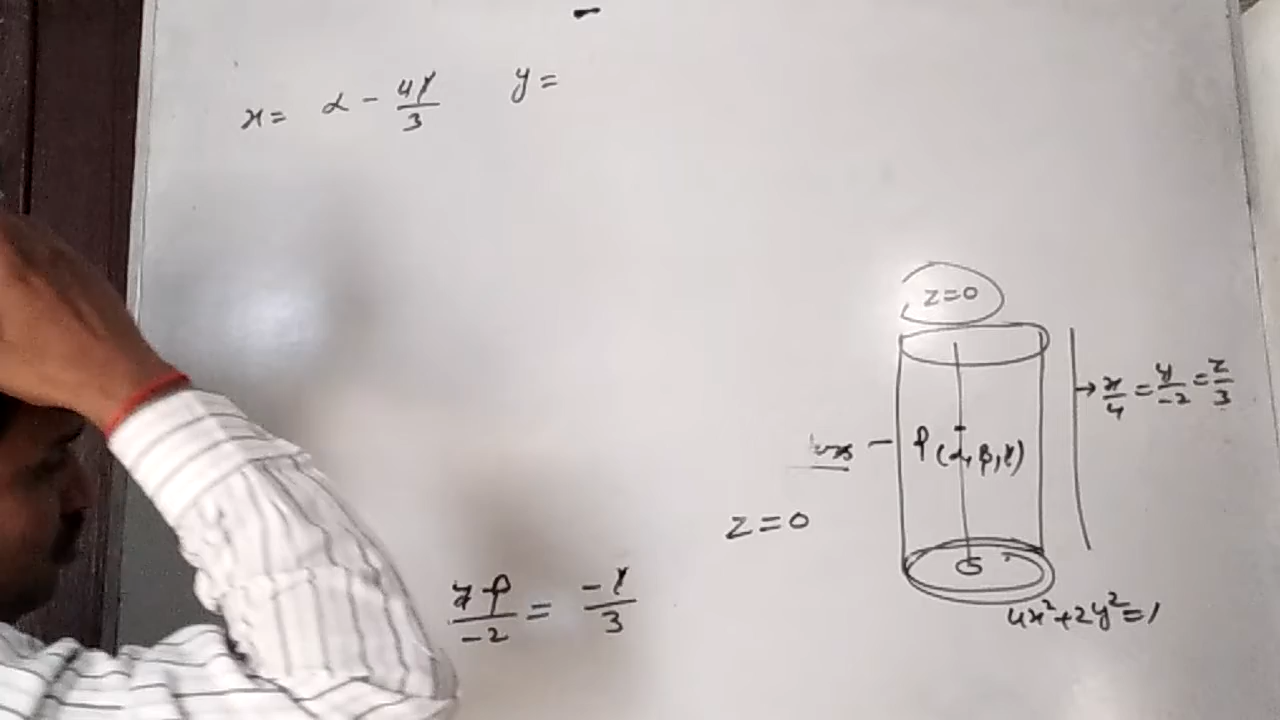 x = α - 4γ/3    y =
z=0
→ x/4 = y/-2 = z/3
P(α,β,γ)
z=0
y-β/-2 = -γ/3
4x²+2y²=1